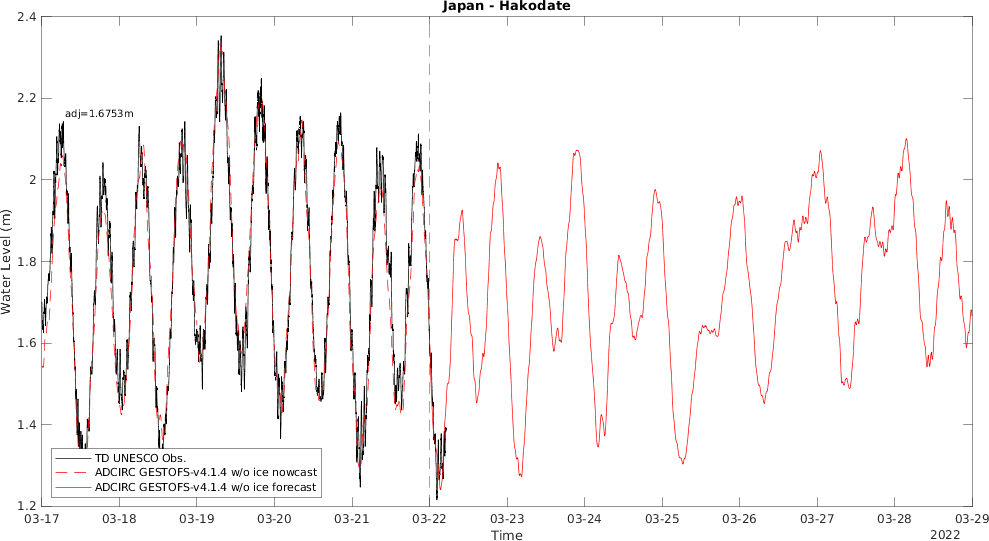 Japan - Hakodate
2.4
2.2
2
1.8
1.6
1.4
1.2
Water Level (m)
adj=1.6753m
TD UNESCO Obs.
ADCIRC GESTOFS-v4.1.4 w/o ice nowcast
ADCIRC GESTOFS-v4.1.4 w/o ice forecast
03-17 03-18 03-19 03-20 03-21 03-22 03-23 03-24 03-25 03-26 03-27 03-28 03-29
Time
2022